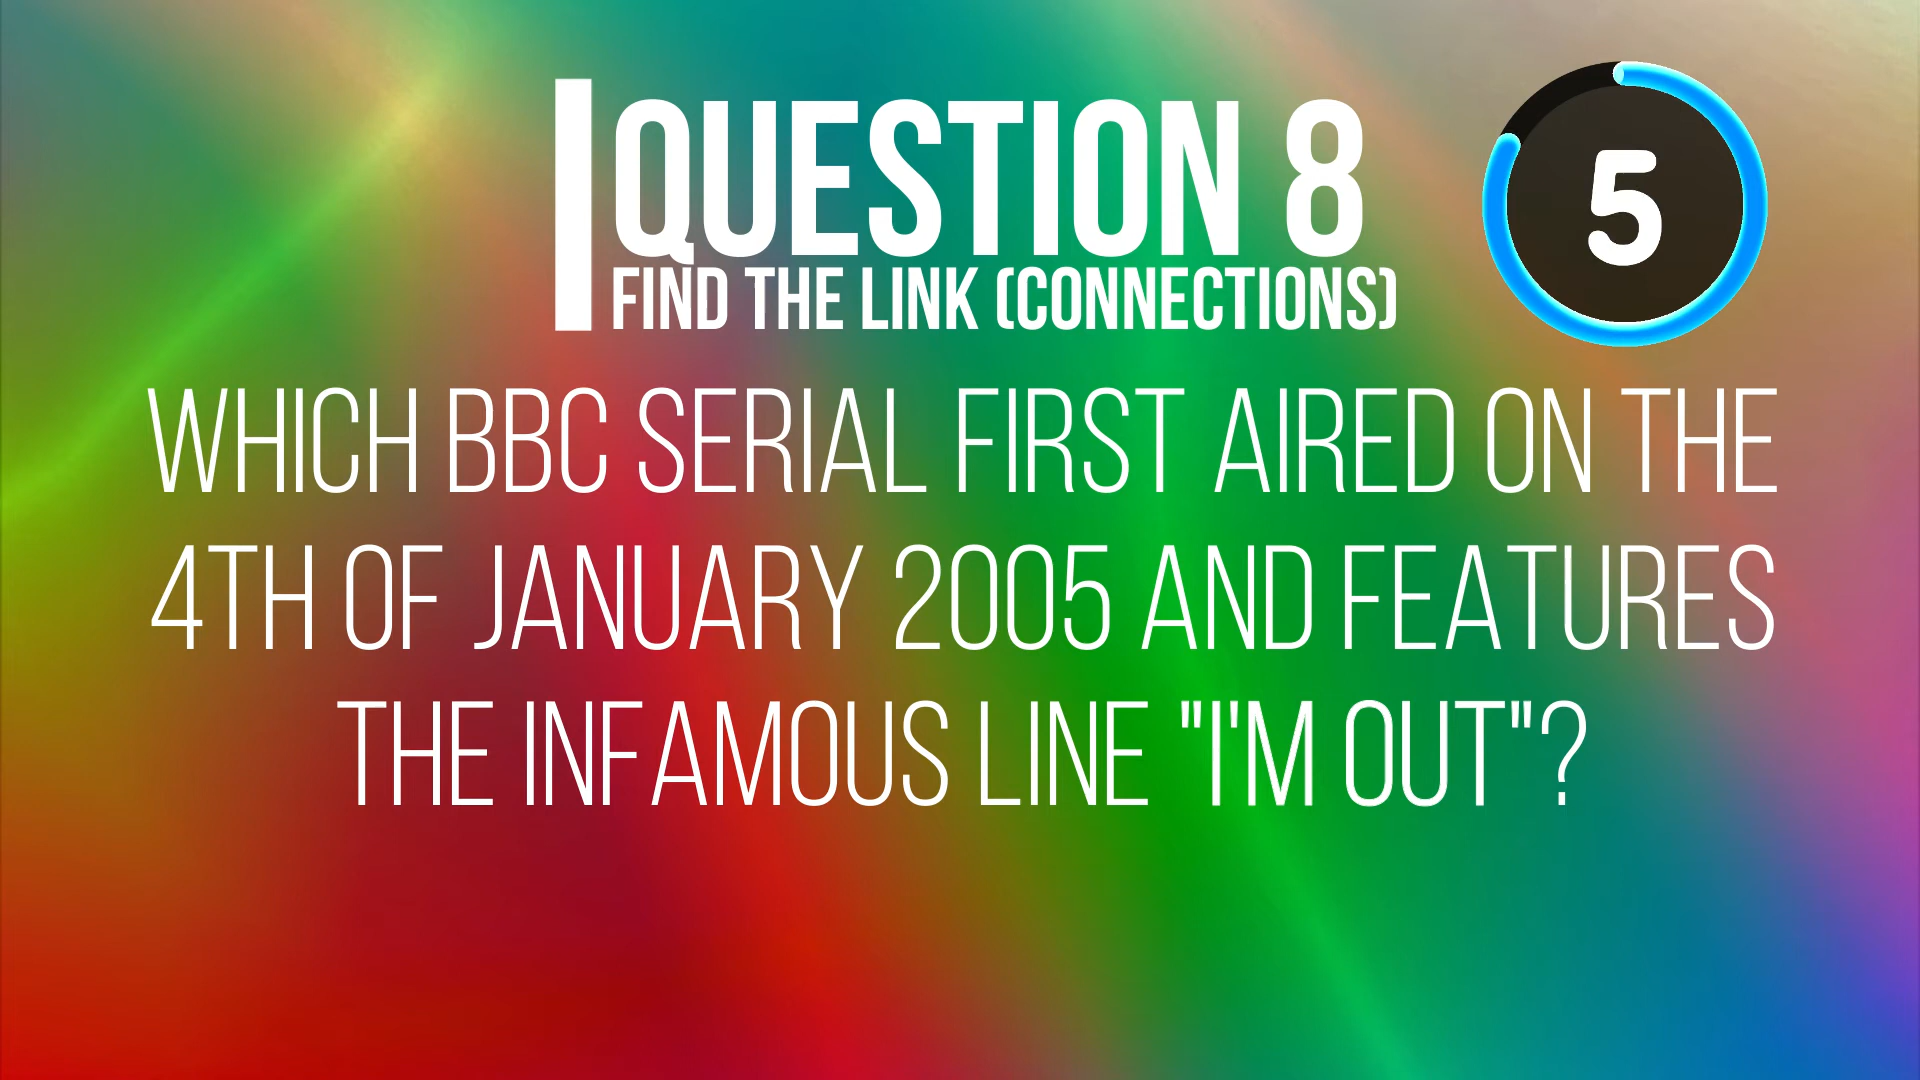 QUESTION 8
FIND THE LINK (CONNECTIONS)
5
WHICH BBC SERIAL FIRST AIRED ON THE
4TH OF JANUARY 2005 AND FEATURES
THE INFAMOUS LINE "I'M OUT"?